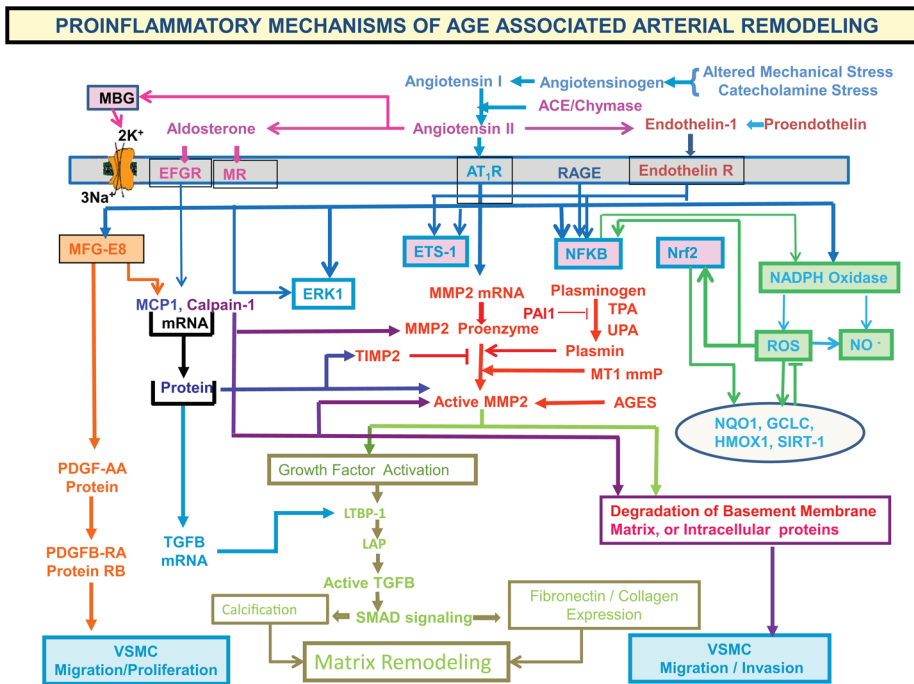 PROINFLAMMATORY MECHANISMS OF AGE ASSOCIATED ARTERIAL REMODELING
Angiotensin I
Angiotensinogen
Altered Mechanical Stress
Catecholamine Stress
MBG
ACE/Chymase
2K+
Aldosterone
Angiotensin II
Endothelin-1
Proendothelin
EFGR
MR
AT1R
RAGE
Endothelin R
3Na+
MFG-E8
ETS-1
NFKB
Nrf2
NADPH Oxidase
MCP1, Calpain-1
mRNA
ERK1
MMP2 mRNA
Plasminogen
PAI1
TPA
UPA
MMP2 Proenzyme
ROS
NO -
TIMP2
Plasmin
MT1 mmP
Protein
Active MMP2
AGES
NQO1, GCLC,
HMOX1, SIRT-1
PDGF-AA
Protein
Growth Factor Activation
LTBP-1
Degradation of Basement Membrane
Matrix, or Intracellular proteins
TGFB
mRNA
LAP
PDGFB-RA
Protein RB
Active TGFB
Calcification
SMAD signaling
Fibronectin / Collagen
Expression
VSMC
Migration/Proliferation
Matrix Remodeling
VSMC
Migration / Invasion